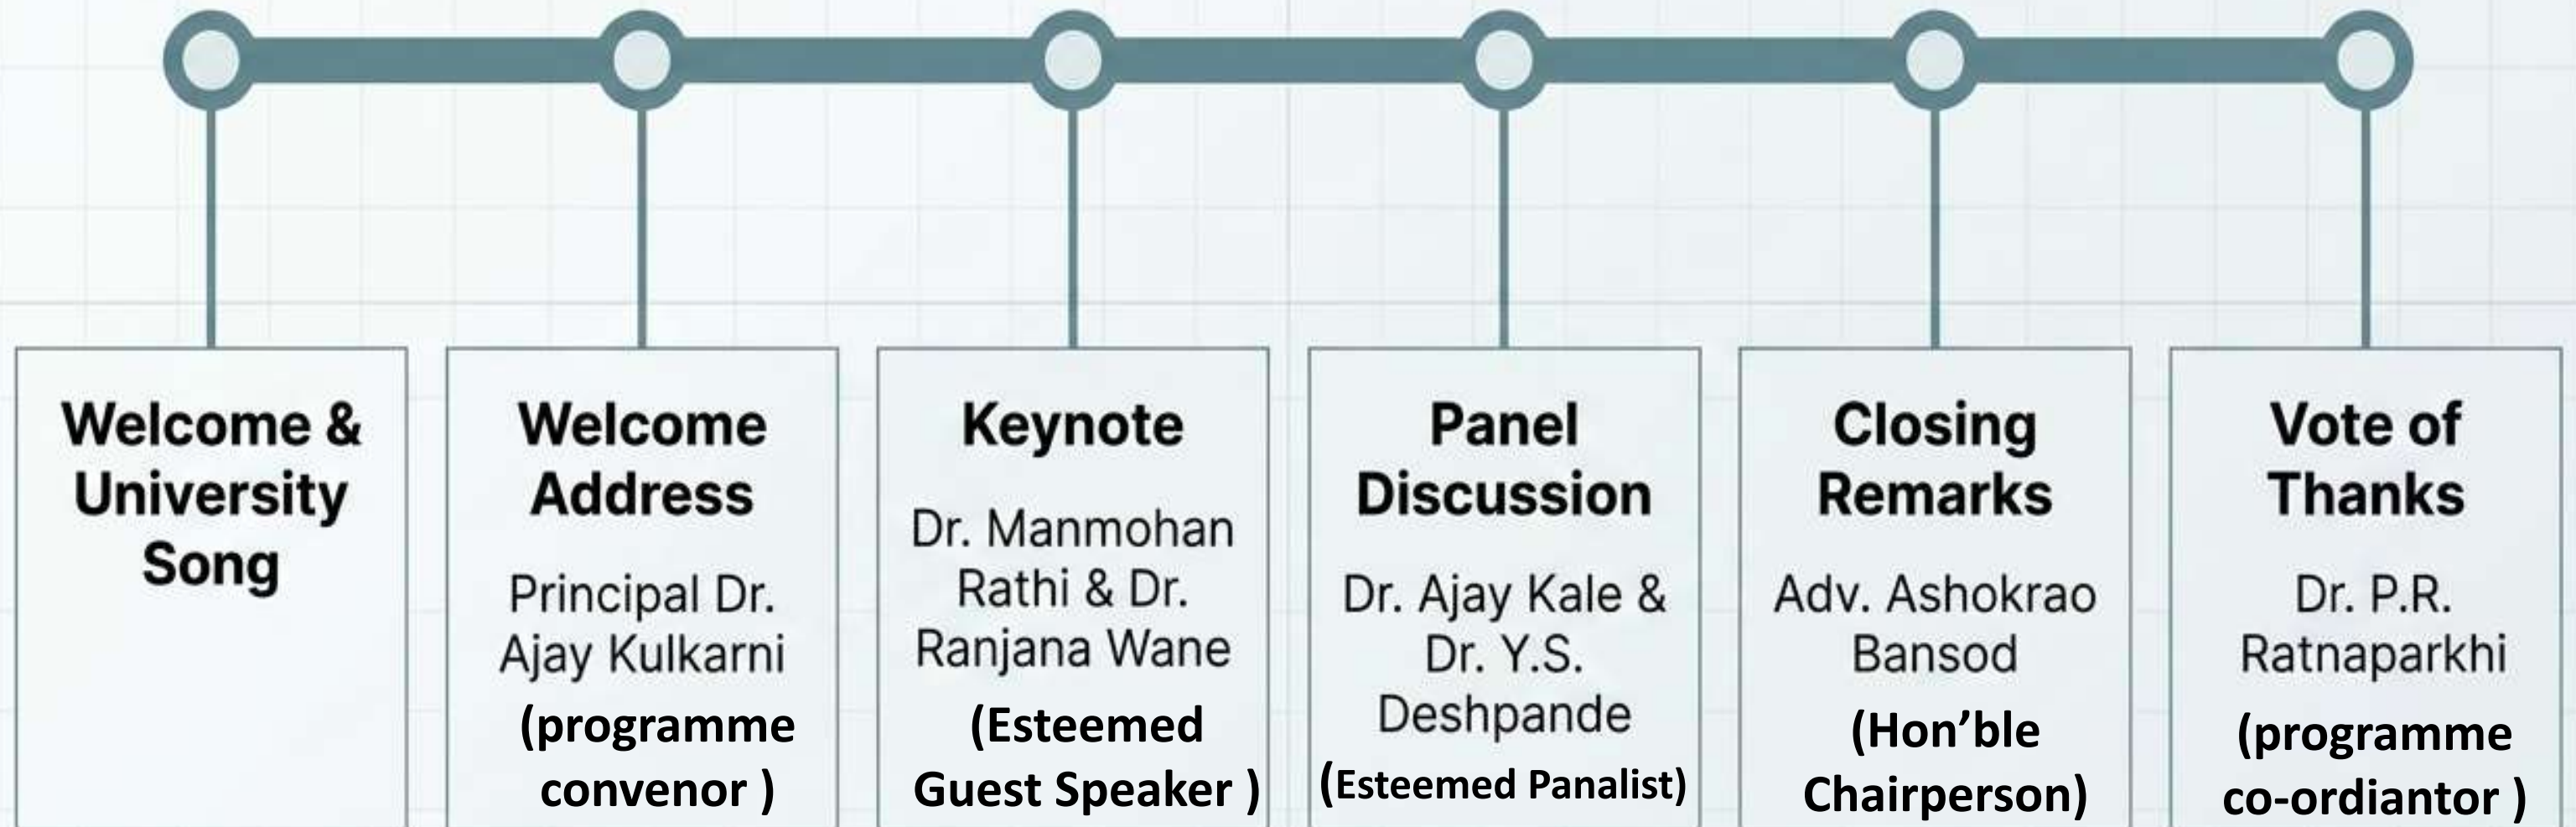 Welcome &
University
Song
Welcome
Address
Principal Dr.
Ajay Kulkarni
(programme
convenor )
Keynote
Dr. Manmohan
Rathi & Dr.
Ranjana Wane
(Esteemed
Guest Speaker )
Panel
Discussion
Dr. Ajay Kale &
Dr. Y.S.
Deshpande
(Esteemed Panalist)
Closing
Remarks
Adv. Ashokrao
Bansod
(Hon’ble
Chairperson)
Vote of
Thanks
Dr. P.R.
Ratnaparkhi
(programme
co-ordiantor )